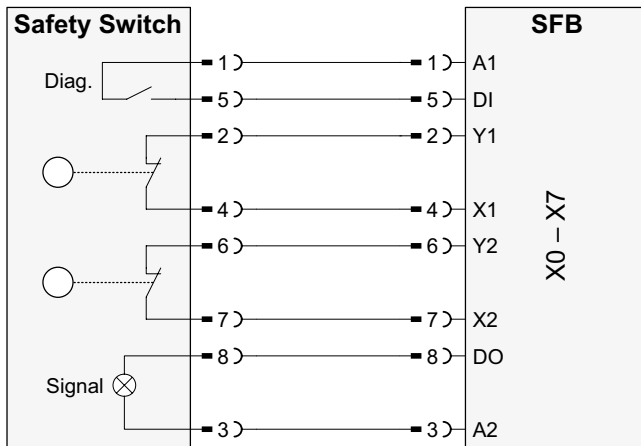 Safety Switch
SFB
1 1 A1
Diag.
5 5 DI
2 2 Y1
4 4 X1
6 6 Y2
X0 – X7
7 7 X2
8 8 DO
Signal
3 3 A2